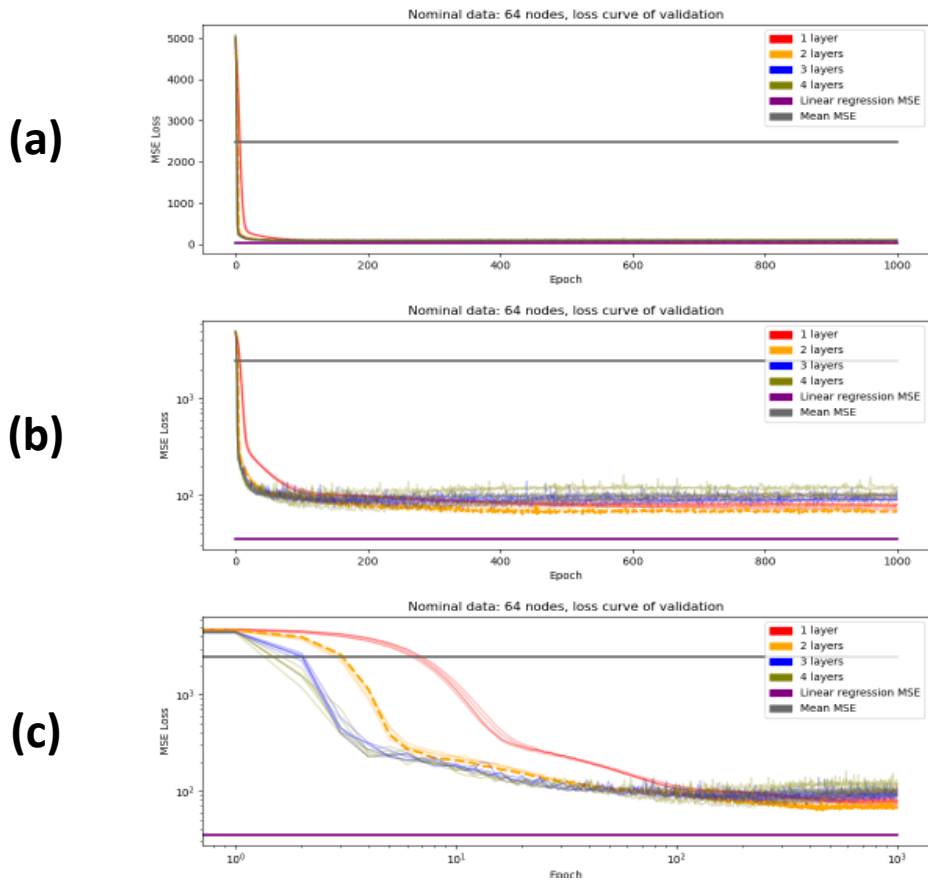 (a)
Nominal data: 64 nodes, loss curve of validation
5000
4000
3000
2000
1000
0
MSE Loss
0 200 400 600 800 1000
Epoch
1 layer
2 layers
3 layers
4 layers
Linear regression MSE
Mean MSE
(b)
Nominal data: 64 nodes, loss curve of validation
10³
10²
MSE Loss
0 200 400 600 800 1000
Epoch
1 layer
2 layers
3 layers
4 layers
Linear regression MSE
Mean MSE
(c)
Nominal data: 64 nodes, loss curve of validation
10³
10²
MSE Loss
10⁰ 10¹ 10² 10³
Epoch
1 layer
2 layers
3 layers
4 layers
Linear regression MSE
Mean MSE